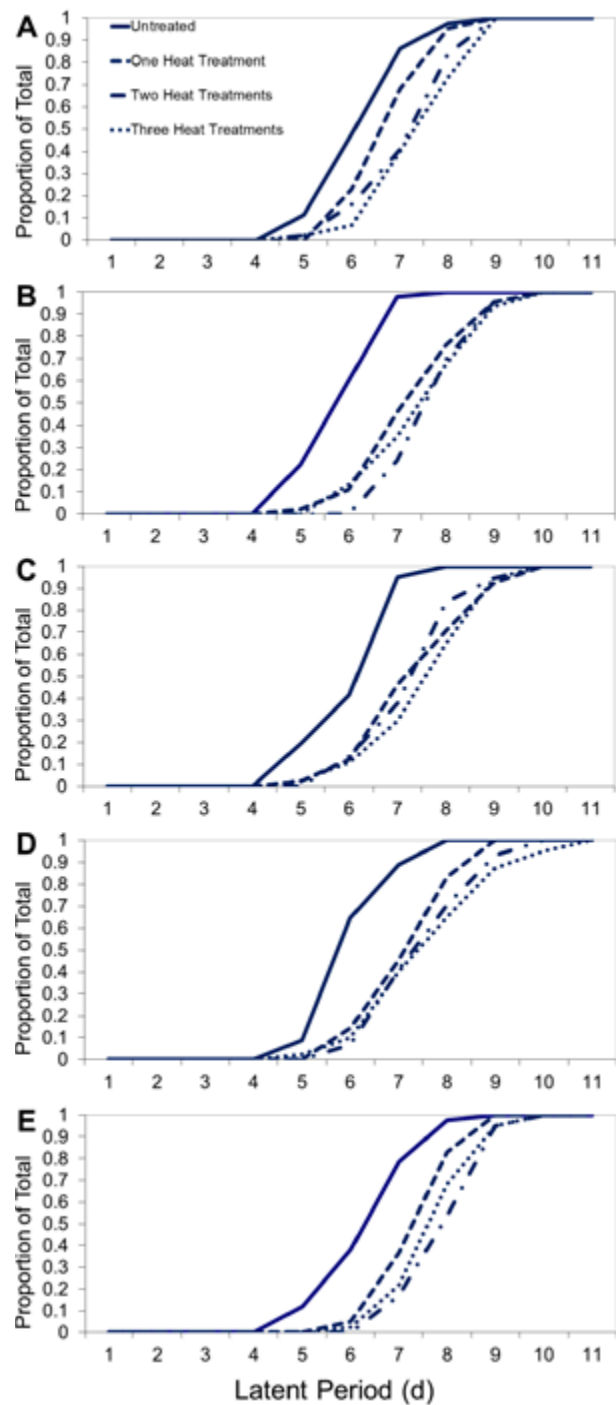 A
Proportion of Total
1
0.9
0.8
0.7
0.6
0.5
0.4
0.3
0.2
0.1
0
Untreated
One Heat Treatment
Two Heat Treatments
Three Heat Treatments
1 2 3 4 5 6 7 8 9 10 11
B
Proportion of Total
1
0.9
0.8
0.7
0.6
0.5
0.4
0.3
0.2
0.1
0
1 2 3 4 5 6 7 8 9 10 11
C
Proportion of Total
1
0.9
0.8
0.7
0.6
0.5
0.4
0.3
0.2
0.1
0
1 2 3 4 5 6 7 8 9 10 11
D
Proportion of Total
1
0.9
0.8
0.7
0.6
0.5
0.4
0.3
0.2
0.1
0
1 2 3 4 5 6 7 8 9 10 11
E
Proportion of Total
1
0.9
0.8
0.7
0.6
0.5
0.4
0.3
0.2
0.1
0
1 2 3 4 5 6 7 8 9 10 11
Latent Period (d)